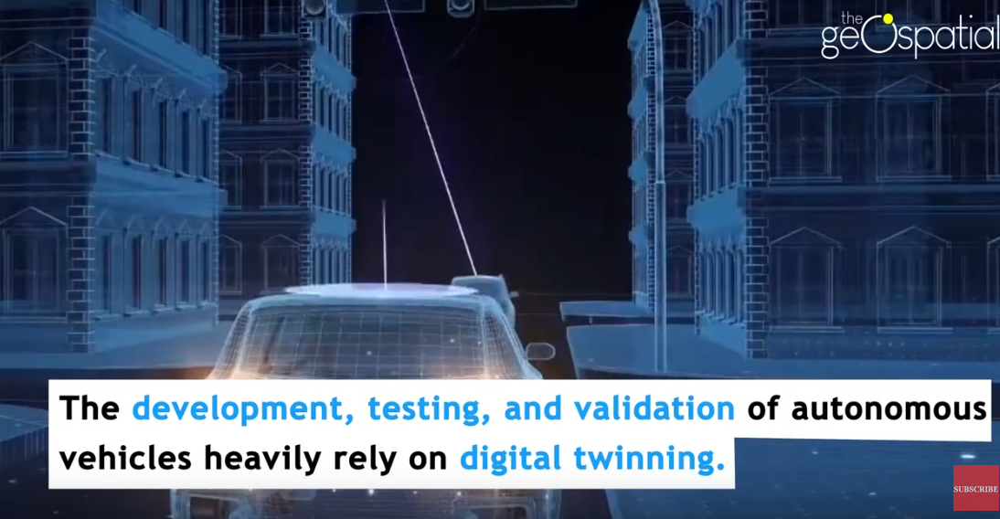 the
geospatial
The development, testing, and validation of autonomous
vehicles heavily rely on digital twinning.
SUBSCRIBE